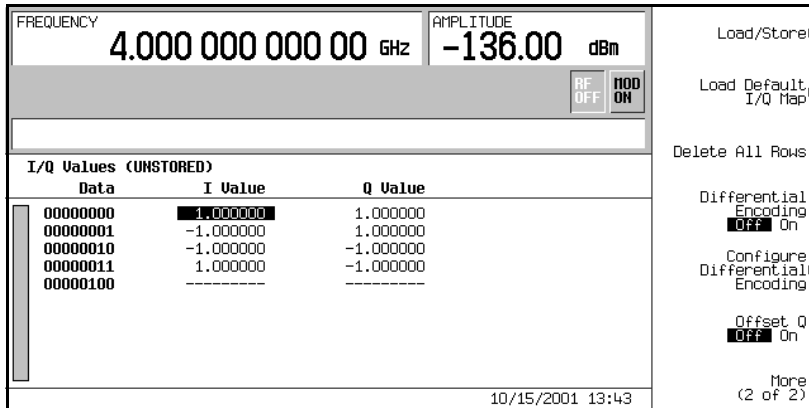 FREQUENCY
4.000 000 000 00 GHz
AMPLITUDE
-136.00 dBm
RF OFF
MOD ON
I/Q Values (UNSTORED)
Data I Value Q Value
00000000 1.000000 1.000000
00000001 -1.000000 1.000000
00000010 -1.000000 -1.000000
00000011 1.000000 -1.000000
00000100 --------- ---------
10/15/2001 13:43
Load/Store
Load Default
I/Q Map
Delete All Rows
Differential
Encoding
Off On
Configure
Differential
Encoding
Offset Q
Off On
More
(2 of 2)